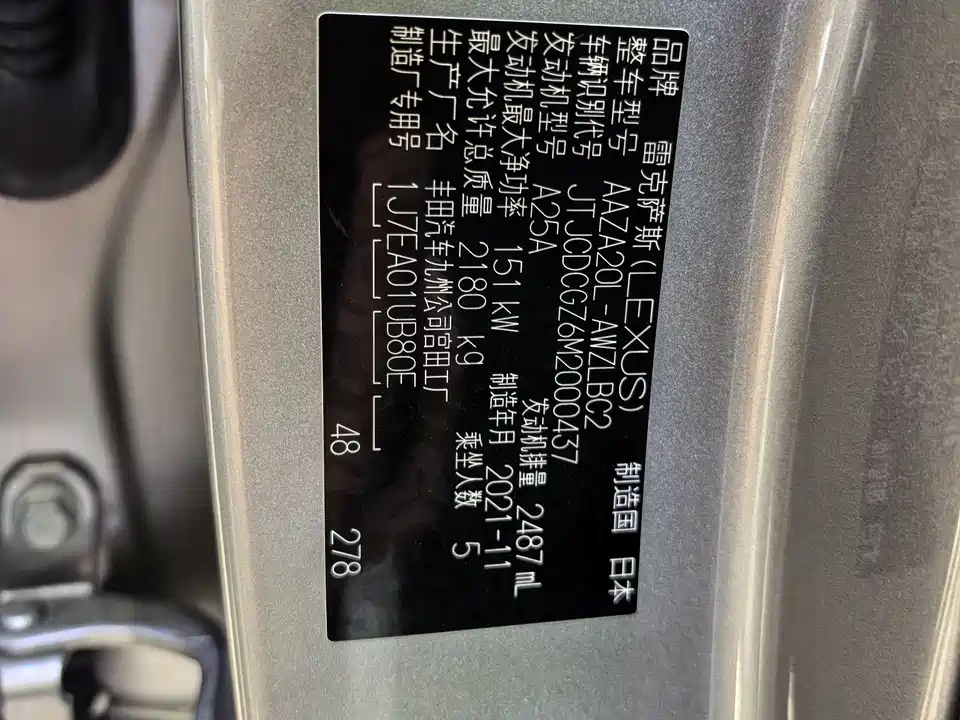 品牌 雷克萨斯(LEXUS) 制造国 日本
整车型号 AAZA20L-AWZLBC2
车辆识别代号 JTJCDCGZ6M2000437
发动机型号 A25A 发动机排量 2487 mL
发动机最大净功率 151 kW 制造年月 2021-11
最大允许总质量 2180 kg 乘坐人数 5
生产厂名 丰田汽车九州公司宫田工厂
制造厂专用号 1J7EA01UB80E
48 278